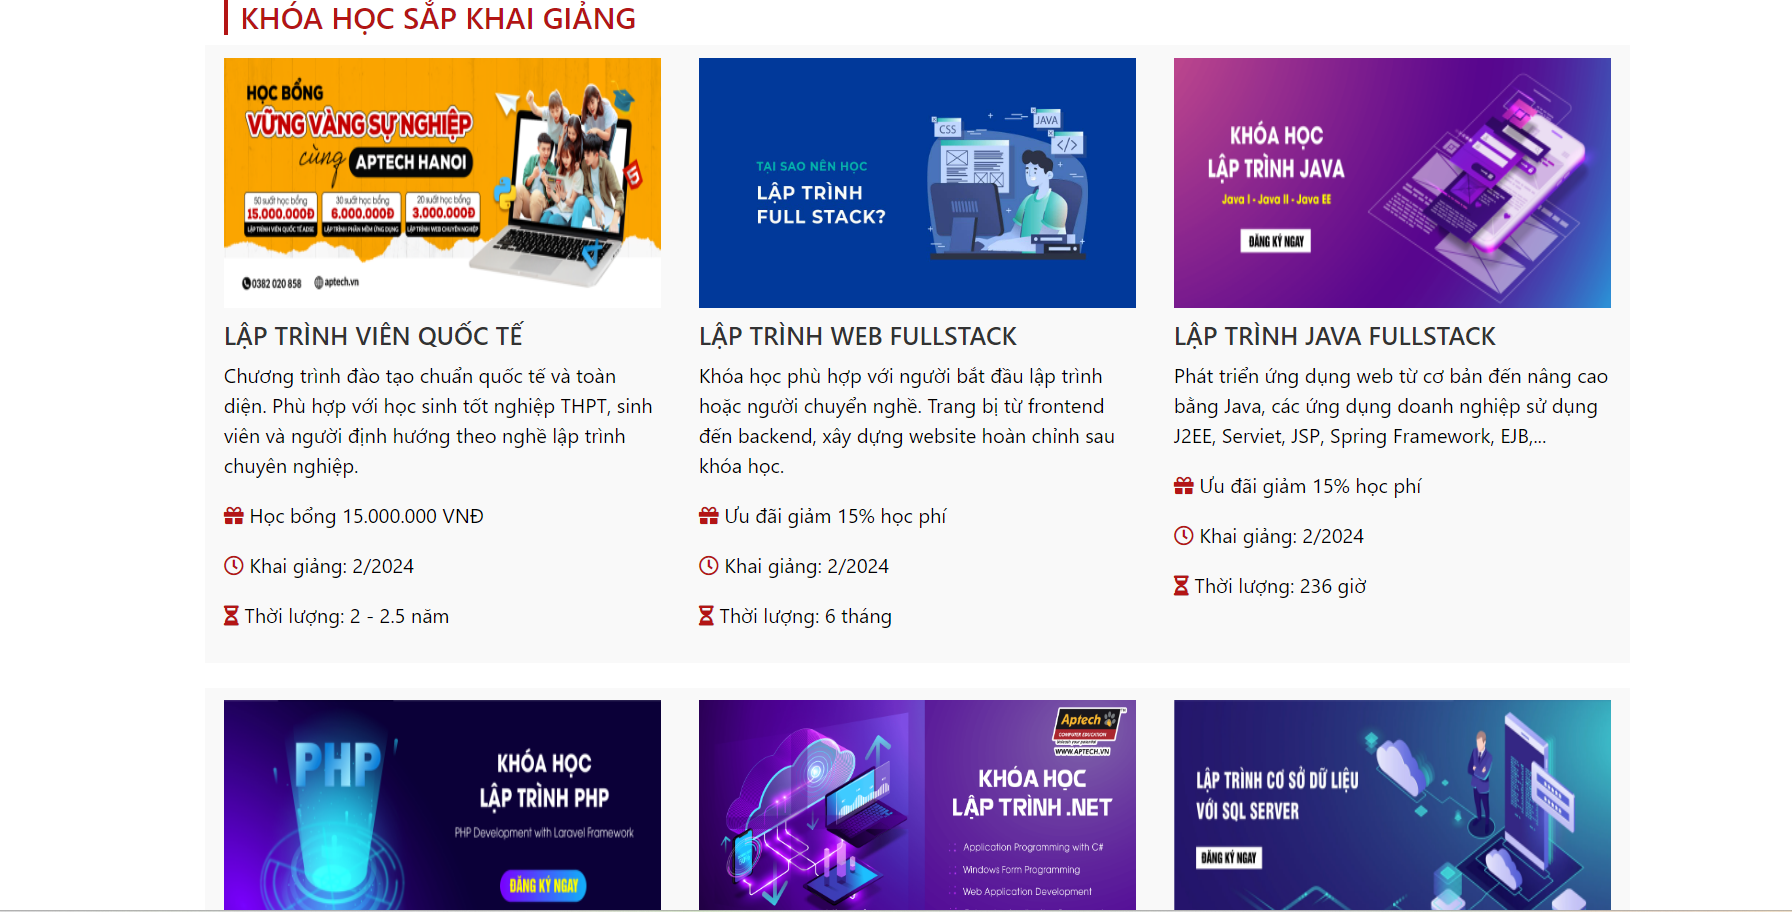 KHÓA HỌC SẮP KHAI GIẢNG
HỌC BỔNG
VỮNG VÀNG SỰ NGHIỆP
cùng APTECH HANOI
50 suất học bổng
15.000.000Đ
LẬP TRÌNH VIÊN QUỐC TẾ ADSE
30 suất học bổng
6.000.000Đ
LẬP TRÌNH PHẦN MỀM ỨNG DỤNG
20 suất học bổng
3.000.000Đ
LẬP TRÌNH WEB CHUYÊN NGHIỆP
0382 020 858 aptech.vn
LẬP TRÌNH VIÊN QUỐC TẾ
Chương trình đào tạo chuẩn quốc tế và toàn
diện. Phù hợp với học sinh tốt nghiệp THPT, sinh
viên và người định hướng theo nghề lập trình
chuyên nghiệp.
Học bổng 15.000.000 VNĐ
Khai giảng: 2/2024
Thời lượng: 2 - 2.5 năm
CSS
JAVA
</>
TẠI SAO NÊN HỌC
LẬP TRÌNH
FULL STACK?
LẬP TRÌNH WEB FULLSTACK
Khóa học phù hợp với người bắt đầu lập trình
hoặc người chuyển nghề. Trang bị từ frontend
đến backend, xây dựng website hoàn chỉnh sau
khóa học.
Ưu đãi giảm 15% học phí
Khai giảng: 2/2024
Thời lượng: 6 tháng
KHÓA HỌC
LẬP TRÌNH JAVA
Java I - Java II - Java EE
ĐĂNG KÝ NGAY
LẬP TRÌNH JAVA FULLSTACK
Phát triển ứng dụng web từ cơ bản đến nâng cao
bằng Java, các ứng dụng doanh nghiệp sử dụng
J2EE, Serviet, JSP, Spring Framework, EJB,...
Ưu đãi giảm 15% học phí
Khai giảng: 2/2024
Thời lượng: 236 giờ
PHP
KHÓA HỌC
LẬP TRÌNH PHP
PHP Development with Laravel Framework
ĐĂNG KÝ NGAY
Aptech
COMPUTER EDUCATION
Unleash your potential
WWW.APTECH.VN
KHÓA HỌC
LẬP TRÌNH .NET
Application Programming with C#
Windows Form Programming
Web Application Development
LẬP TRÌNH CƠ SỞ DỮ LIỆU
VỚI SQL SERVER
ĐĂNG KÝ NGAY